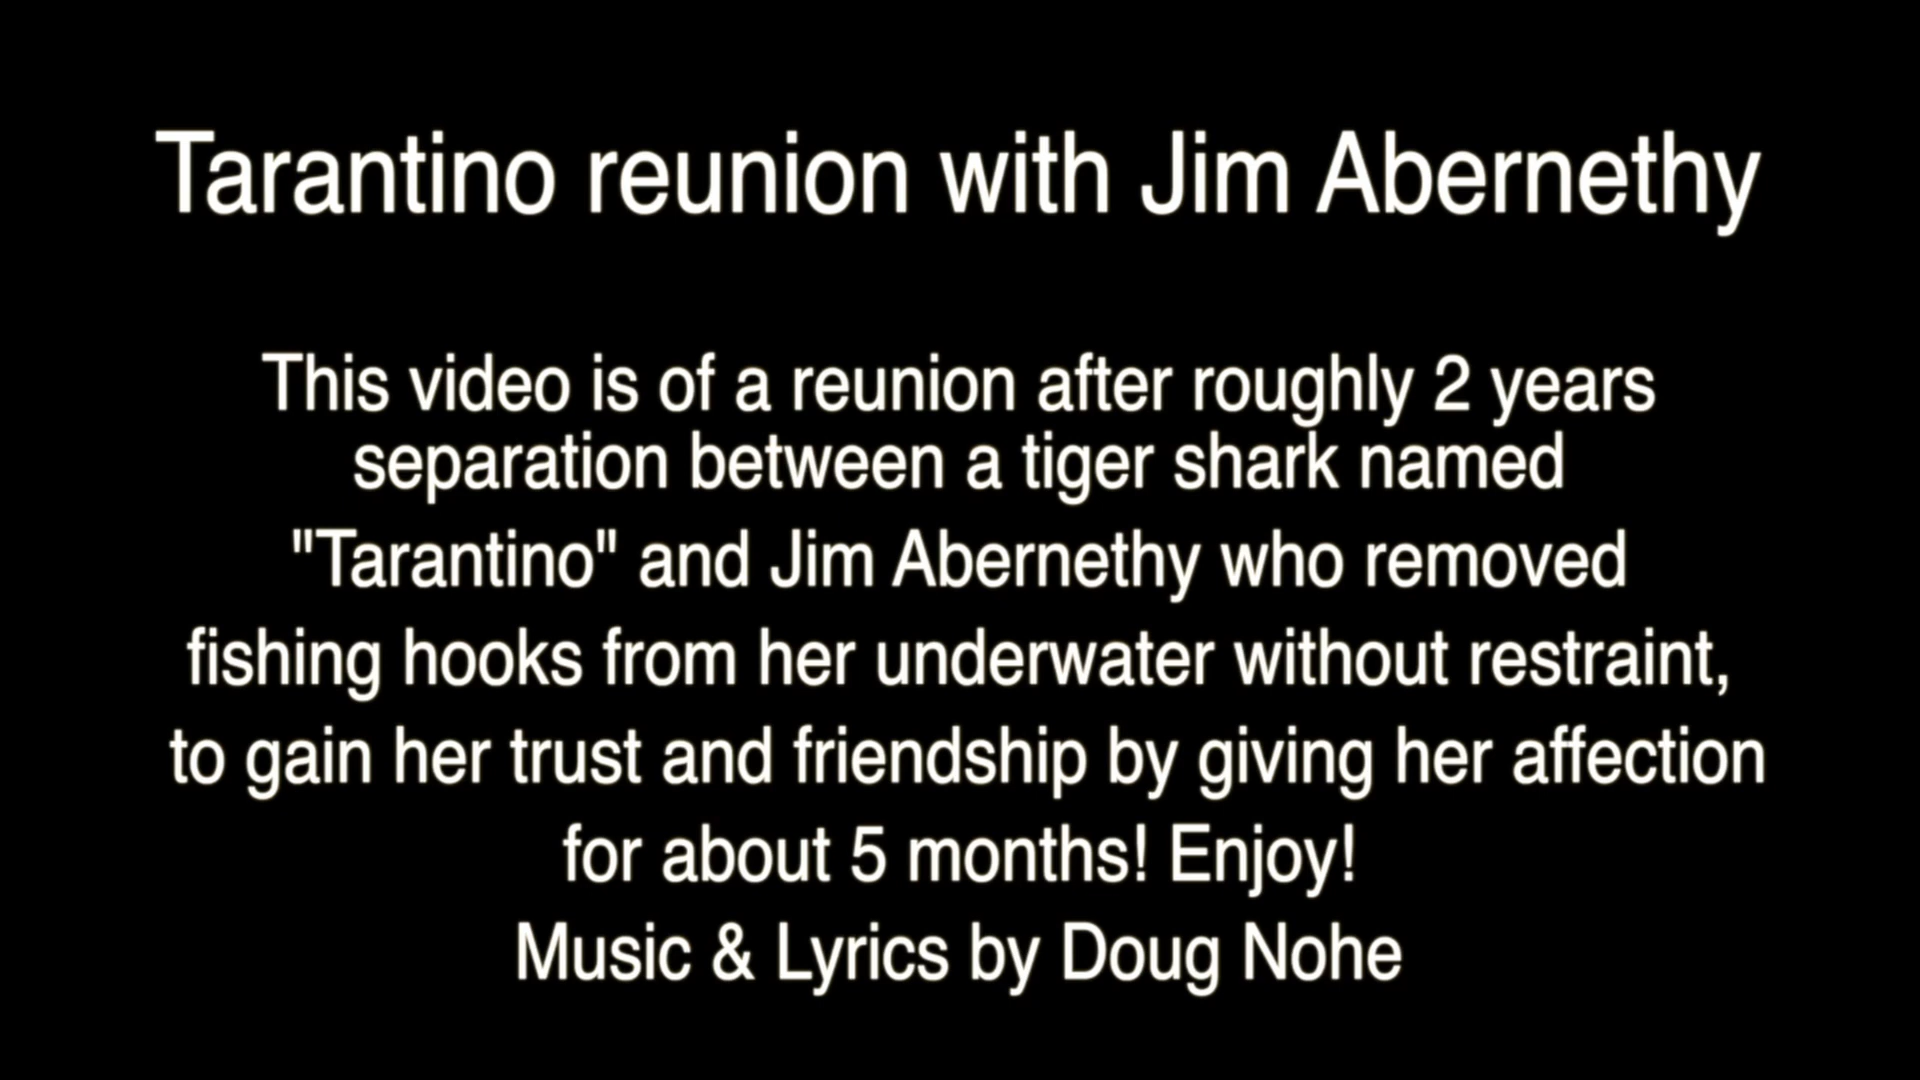 Tarantino reunion with Jim Abernethy
This video is of a reunion after roughly 2 years
separation between a tiger shark named
"Tarantino" and Jim Abernethy who removed
fishing hooks from her underwater without restraint,
to gain her trust and friendship by giving her affection
for about 5 months! Enjoy!
Music & Lyrics by Doug Nohe